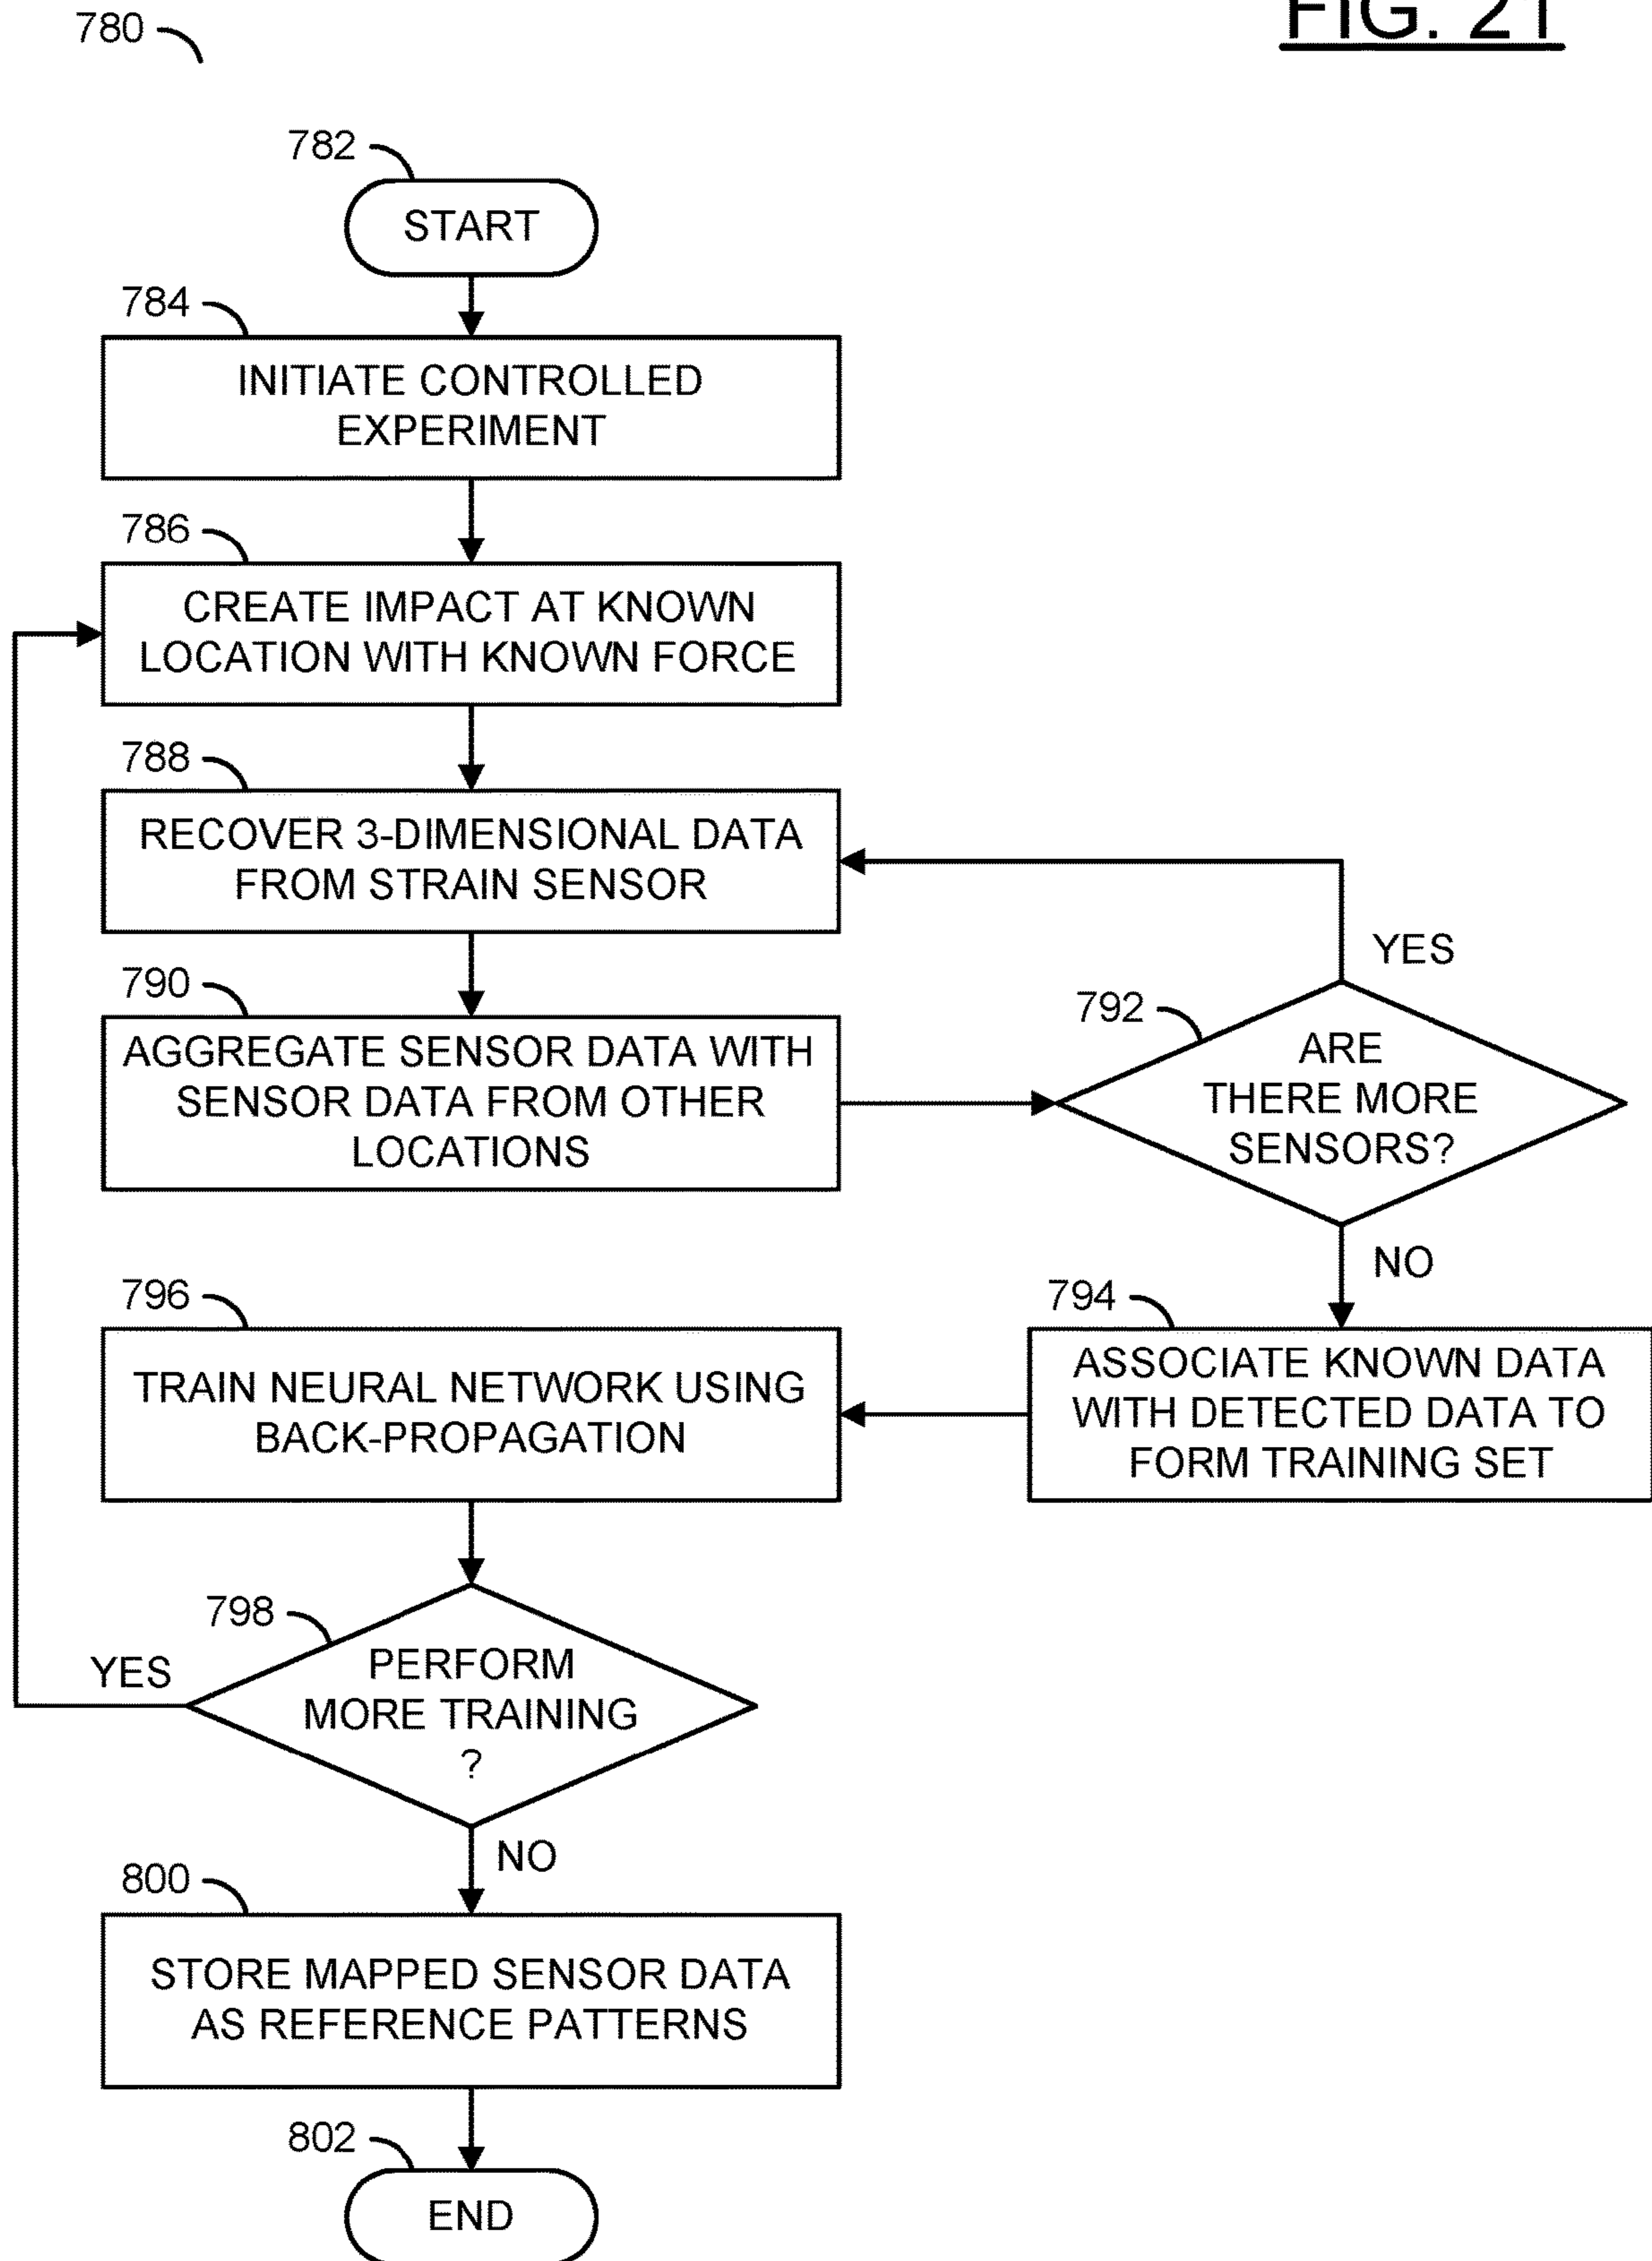 780
FIG. 21
782
START
784
INITIATE CONTROLLED
EXPERIMENT
786
CREATE IMPACT AT KNOWN
LOCATION WITH KNOWN FORCE
788
RECOVER 3-DIMENSIONAL DATA
FROM STRAIN SENSOR
YES
790
AGGREGATE SENSOR DATA WITH
SENSOR DATA FROM OTHER
LOCATIONS
792
ARE
THERE MORE
SENSORS?
NO
794
ASSOCIATE KNOWN DATA
WITH DETECTED DATA TO
FORM TRAINING SET
796
TRAIN NEURAL NETWORK USING
BACK-PROPAGATION
798
PERFORM
MORE TRAINING
?
YES
NO
800
STORE MAPPED SENSOR DATA
AS REFERENCE PATTERNS
802
END